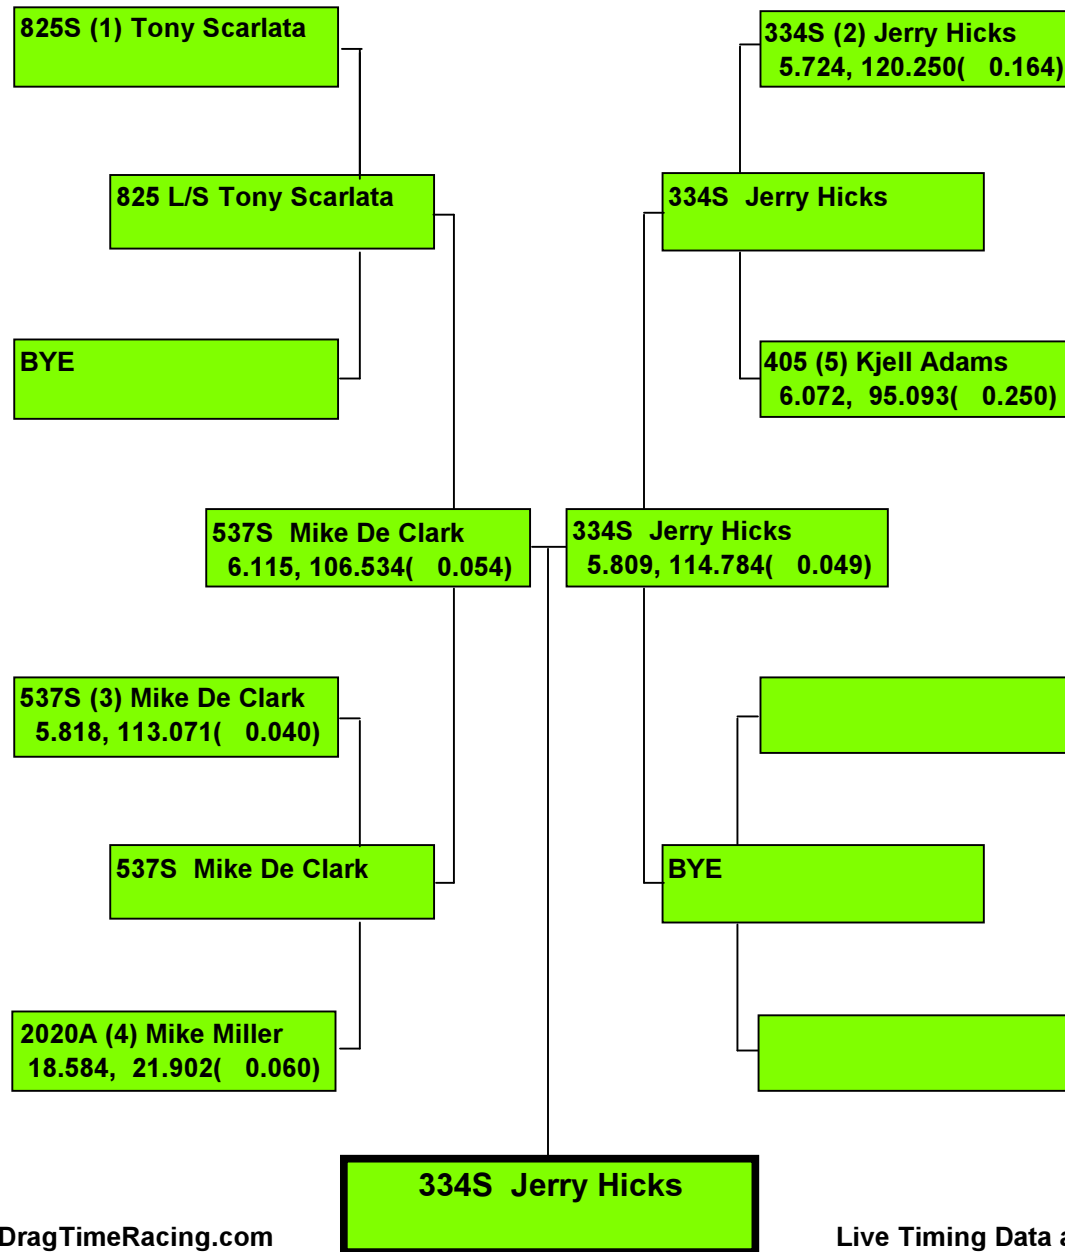 825S (1) Tony Scarlata
334S (2) Jerry Hicks
5.724, 120.250( 0.164)
825 L/S Tony Scarlata
334S Jerry Hicks
BYE
405 (5) Kjell Adams
6.072, 95.093( 0.250)
537S Mike De Clark
6.115, 106.534( 0.054)
334S Jerry Hicks
5.809, 114.784( 0.049)
537S (3) Mike De Clark
5.818, 113.071( 0.040)
537S Mike De Clark
BYE
2020A (4) Mike Miller
18.584, 21.902( 0.060)
334S Jerry Hicks
DragTimeRacing.com
Live Timing Data a